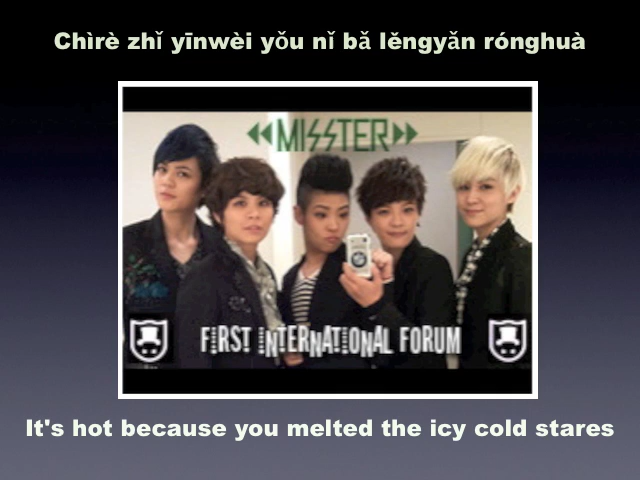 Chìrè zhǐ yīnwèi yǒu nǐ bǎ lěngyǎn rónghuà
MISSTER
FIRST INTERNATIONAL FORUM
It's hot because you melted the icy cold stares